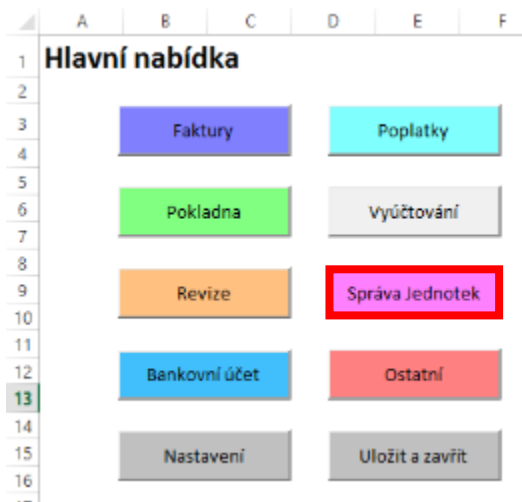 A B C D E F
1 Hlavní nabídka
2
3 Faktury Poplatky
4
5
6 Pokladna Vyúčtování
7
8
9 Revize Správa Jednotek
10
11
12 Bankovní účet Ostatní
13
14
15 Nastavení Uložit a zavřít
16